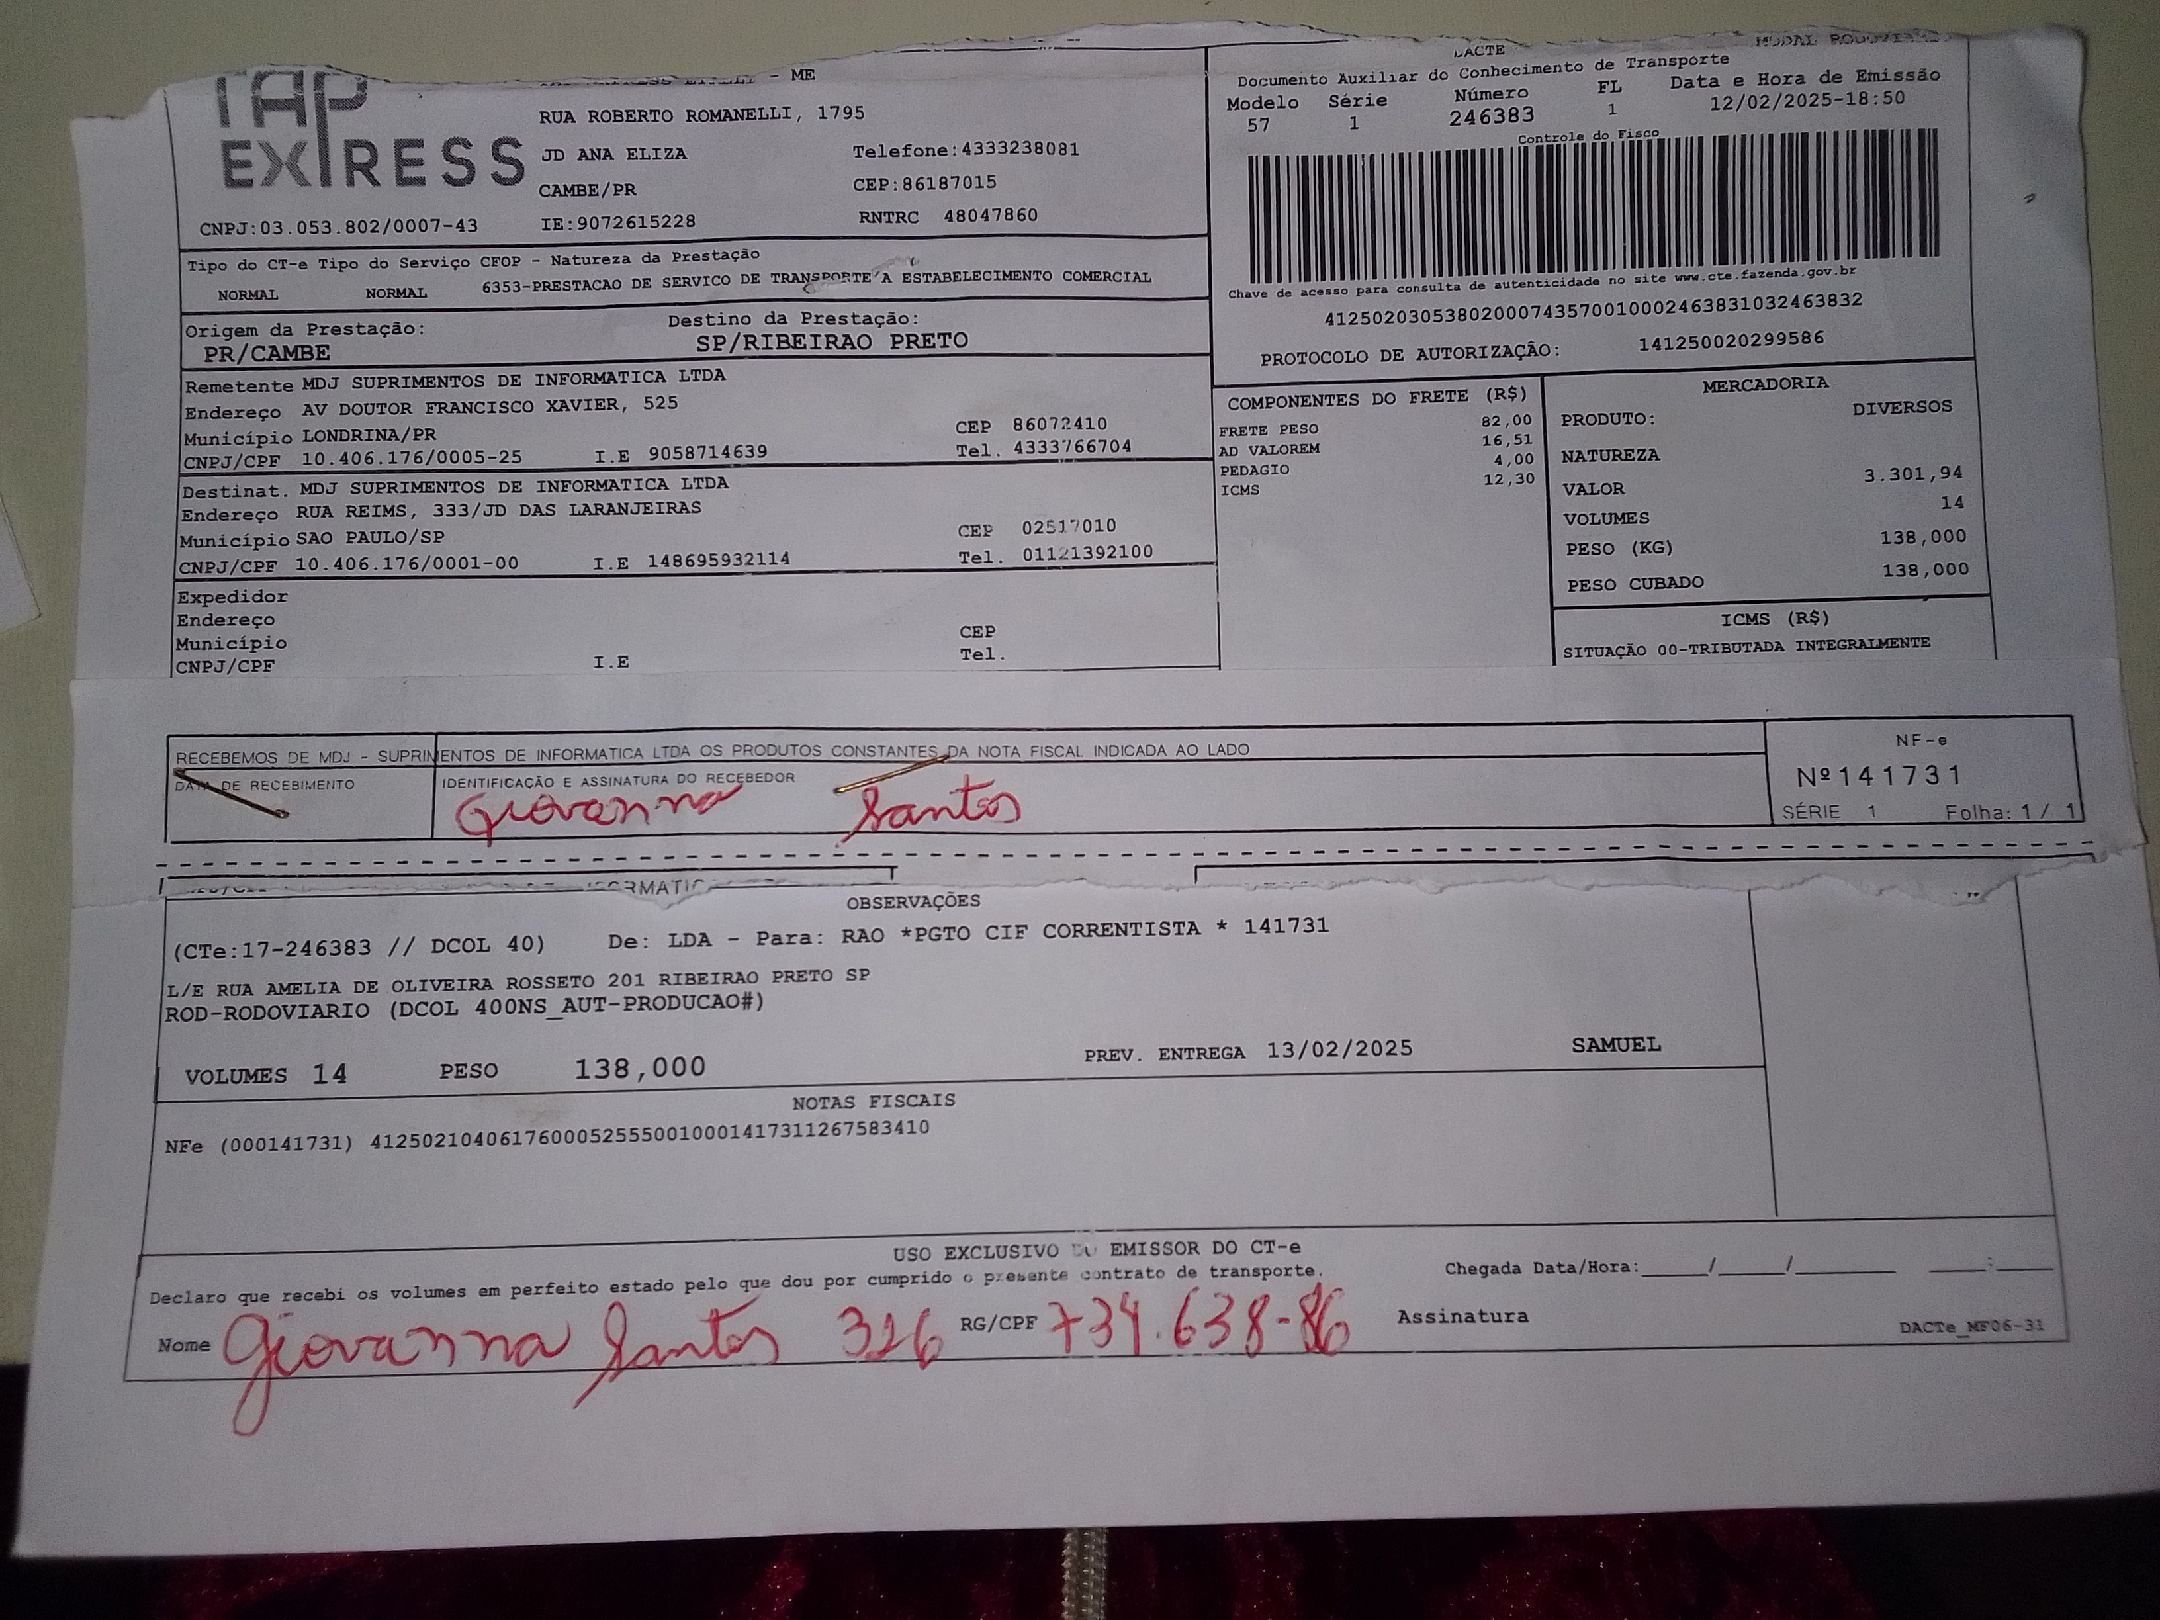 TAP
EXPRESS
- ME
RUA ROBERTO ROMANELLI, 1795
JD ANA ELIZA Telefone:4333238081
CAMBE/PR CEP:86187015
CNPJ:03.053.802/0007-43 IE:9072615228 RNTRC 48047860
DACTE MODAL RODOVIARIO
Documento Auxiliar do Conhecimento de Transporte
Modelo Série Número FL Data e Hora de Emissão
57 1 246383 1 12/02/2025-18:50
Controle do Fisco
Chave de acesso para consulta de autenticidade no site www.cte.fazenda.gov.br
41250203053802000743570010002463831032463832
PROTOCOLO DE AUTORIZAÇÃO: 141250020299586
Tipo do CT-e Tipo do Serviço CFOP - Natureza da Prestação
NORMAL NORMAL 6353-PRESTACAO DE SERVICO DE TRANSPORTE A ESTABELECIMENTO COMERCIAL
Origem da Prestação: Destino da Prestação:
PR/CAMBE SP/RIBEIRAO PRETO
Remetente MDJ SUPRIMENTOS DE INFORMATICA LTDA
Endereço AV DOUTOR FRANCISCO XAVIER, 525
Município LONDRINA/PR CEP 86072410
CNPJ/CPF 10.406.176/0005-25 I.E 9058714639 Tel. 4333766704
Destinat. MDJ SUPRIMENTOS DE INFORMATICA LTDA
Endereço RUA REIMS, 333/JD DAS LARANJEIRAS
Município SAO PAULO/SP CEP 02517010
CNPJ/CPF 10.406.176/0001-00 I.E 148695932114 Tel. 01121392100
Expedidor
Endereço
Município CEP
CNPJ/CPF I.E Tel.
COMPONENTES DO FRETE (R$)
FRETE PESO 82,00
AD VALOREM 16,51
PEDAGIO 4,00
ICMS 12,30
MERCADORIA
PRODUTO: DIVERSOS
NATUREZA
VALOR 3.301,94
VOLUMES 14
PESO (KG) 138,000
PESO CUBADO 138,000
ICMS (R$)
SITUAÇÃO 00-TRIBUTADA INTEGRALMENTE
RECEBEMOS DE MDJ - SUPRIMENTOS DE INFORMATICA LTDA OS PRODUTOS CONSTANTES DA NOTA FISCAL INDICADA AO LADO
DATA DE RECEBIMENTO IDENTIFICAÇÃO E ASSINATURA DO RECEBEDOR
Giovanna Santos
NF-e
Nº141731
SÉRIE 1 Folha: 1 / 1
OBSERVAÇÕES
(CTe:17-246383 // DCOL 40) De: LDA - Para: RAO *PGTO CIF CORRENTISTA * 141731
L/E RUA AMELIA DE OLIVEIRA ROSSETO 201 RIBEIRAO PRETO SP
ROD-RODOVIARIO (DCOL 400NS_AUT-PRODUCAO#)
VOLUMES 14 PESO 138,000 PREV. ENTREGA 13/02/2025 SAMUEL
NOTAS FISCAIS
NFe (000141731) 41250210406176000525550010001417311267583410
USO EXCLUSIVO DO EMISSOR DO CT-e
Declaro que recebi os volumes em perfeito estado pelo que dou por cumprido o presente contrato de transporte. Chegada Data/Hora:_____/_____/________ ____:____
Nome Giovanna Santos 326 RG/CPF 734.638-86 Assinatura
DACTe_MF06-31